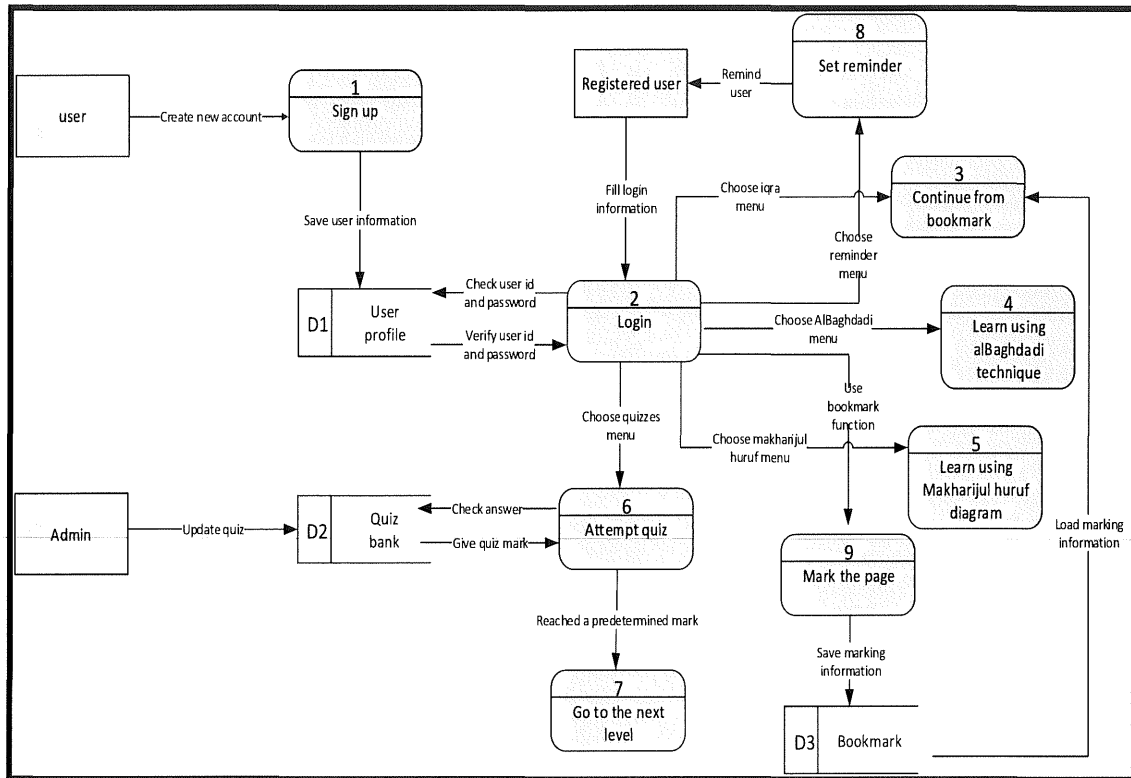 8
Set reminder
Registered user
Remind
user
1
Sign up
user
Create new account
3
Continue from
bookmark
Choose iqra
menu
Fill login
information
Save user information
Choose
reminder
menu
Check user id
and password
2
Login
D1
User
profile
Verify user id
and password
4
Learn using
alBaghdadi
technique
Choose AlBaghdadi
menu
Use
bookmark
function
Choose quizzes
menu
Choose makharijul
huruf menu
5
Learn using
Makharijul huruf
diagram
Admin
Update quiz
D2
Quiz
bank
Check answer
Give quiz mark
6
Attempt quiz
Load marking
information
9
Mark the page
Reached a predetermined mark
Save marking
information
7
Go to the next
level
D3
Bookmark